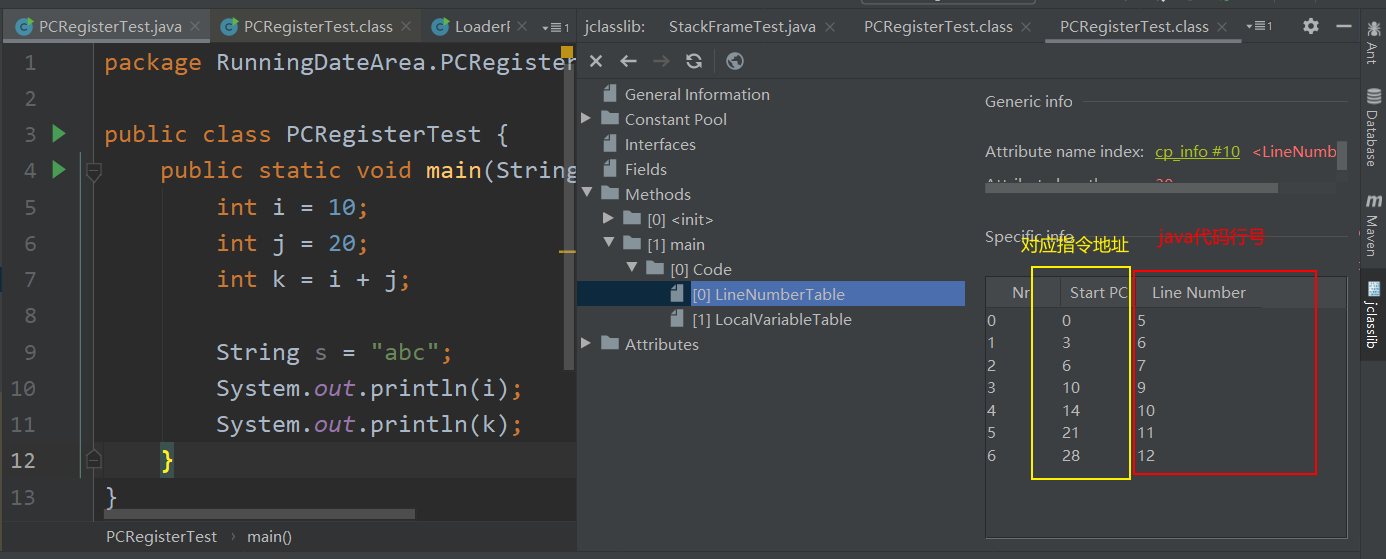 PCRegisterTest.java
PCRegisterTest.class
LoaderF
1
jclasslib:
StackFrameTest.java
PCRegisterTest.class
PCRegisterTest.class
1
1 package RunningDateArea.PCRegister
2
3 public class PCRegisterTest {
4 public static void main(String
5 int i = 10;
6 int j = 20;
7 int k = i + j;
8
9 String s = "abc";
10 System.out.println(i);
11 System.out.println(k);
12 }
13 }
PCRegisterTest › main()
General Information
Constant Pool
Interfaces
Fields
Methods
[0] <init>
[1] main
[0] Code
[0] LineNumberTable
[1] LocalVariableTable
Attributes
Generic info
Attribute name index: cp_info #10 <LineNumb
Specific info
对应指令地址
java代码行号
Nr. Start PC Line Number
0 0 5
1 3 6
2 6 7
3 10 9
4 14 10
5 21 11
6 28 12
Ant
Database
m
Maven
jclasslib